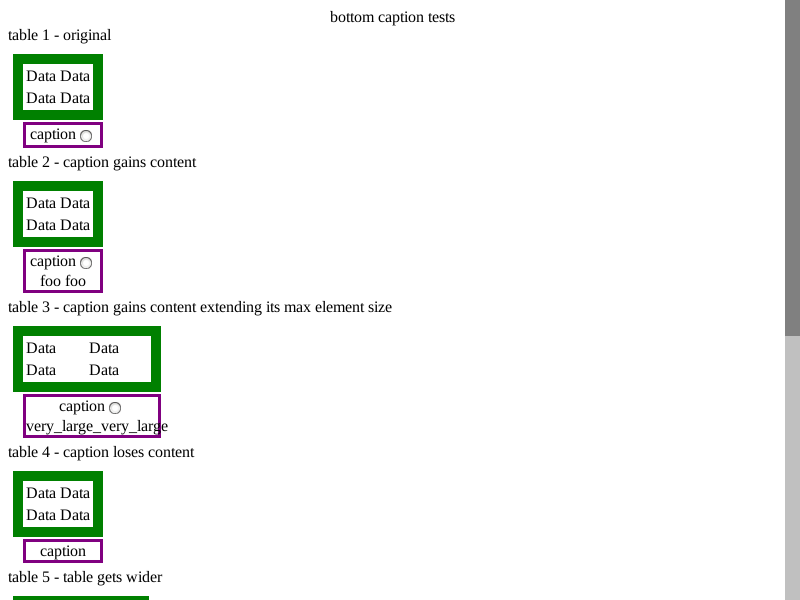 bottom caption tests
table 1 - original
Data Data
Data Data
caption
table 2 - caption gains content
Data Data
Data Data
caption
foo foo
table 3 - caption gains content extending its max element size
Data Data
Data Data
caption
very_large_very_large
table 4 - caption loses content
Data Data
Data Data
caption
table 5 - table gets wider